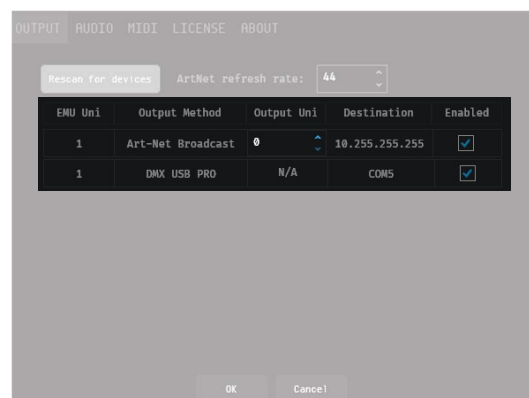 OUTPUT AUDIO MIDI LICENSE ABOUT
Rescan for devices ArtNet refresh rate: 44
EMU Uni Output Method Output Uni Destination Enabled
1 Art-Net Broadcast 0 10.255.255.255
1 DMX USB PRO N/A COM5
OK Cancel